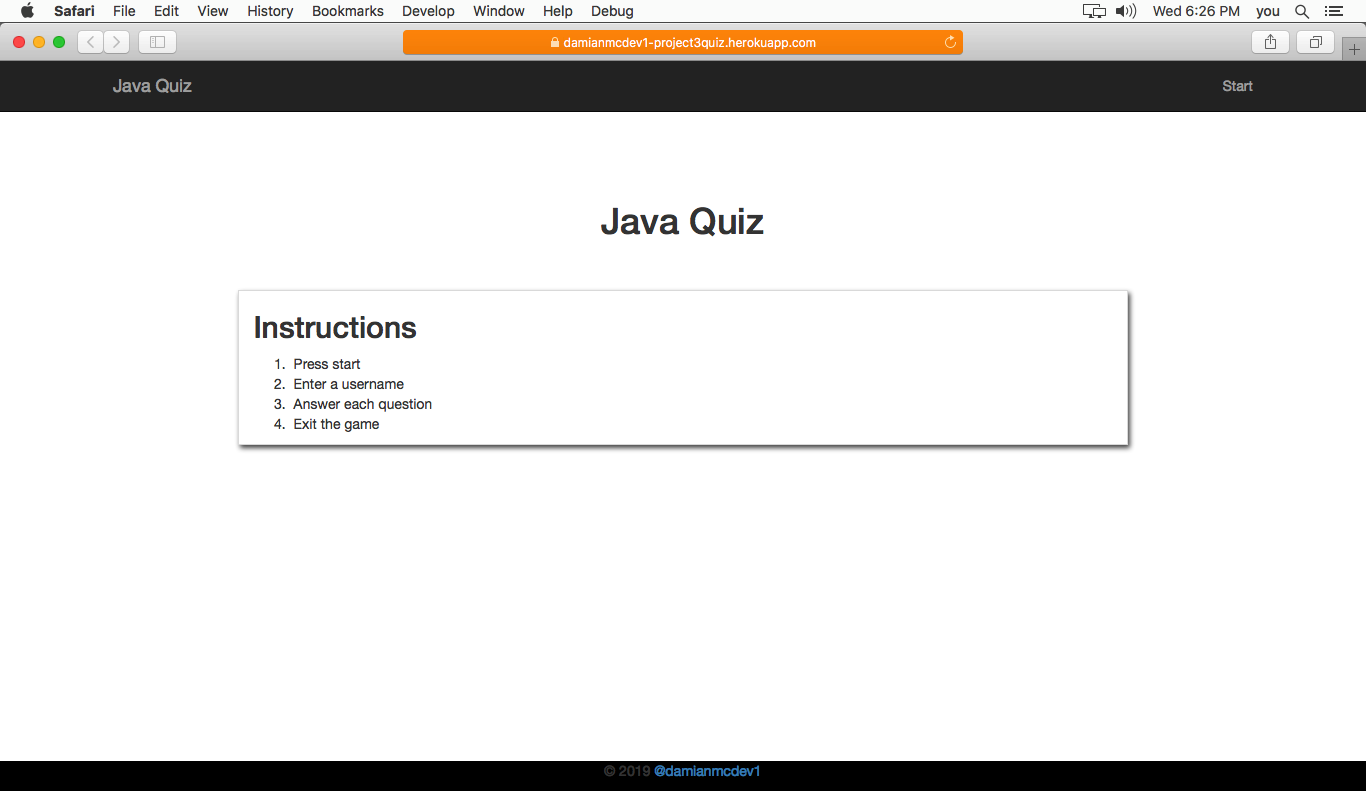 Safari File Edit View History Bookmarks Develop Window Help Debug Wed 6:26 PM you
damianmcdev1-project3quiz.herokuapp.com
Java Quiz Start
Java Quiz
Instructions
1. Press start
2. Enter a username
3. Answer each question
4. Exit the game
© 2019 @damianmcdev1